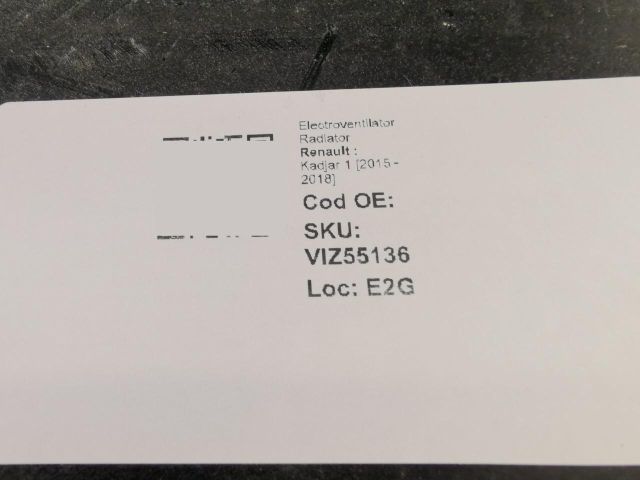 Electroventilator
Radiator
Renault :
Kadjar 1 [2015 -
2018]
Cod OE:
SKU:
VIZ55136
Loc: E2G